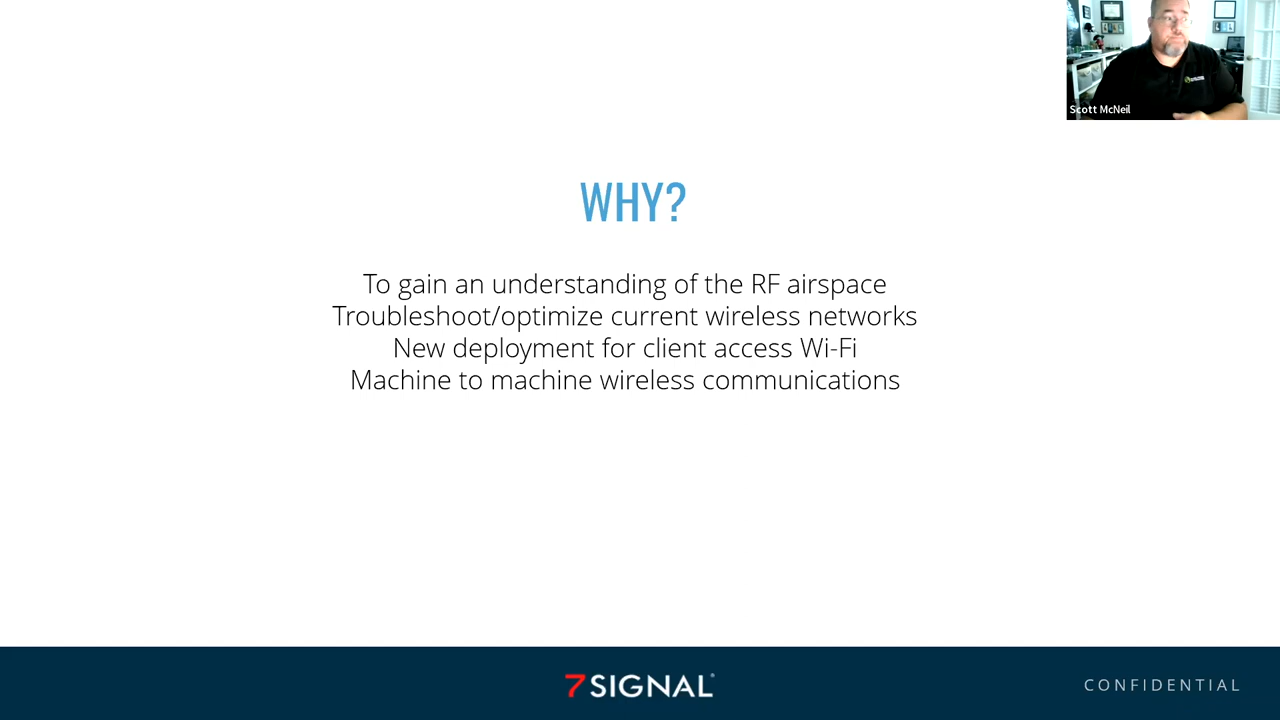 Scott McNeil
WHY?
To gain an understanding of the RF airspace
Troubleshoot/optimize current wireless networks
New deployment for client access Wi-Fi
Machine to machine wireless communications
7SIGNAL
CONFIDENTIAL